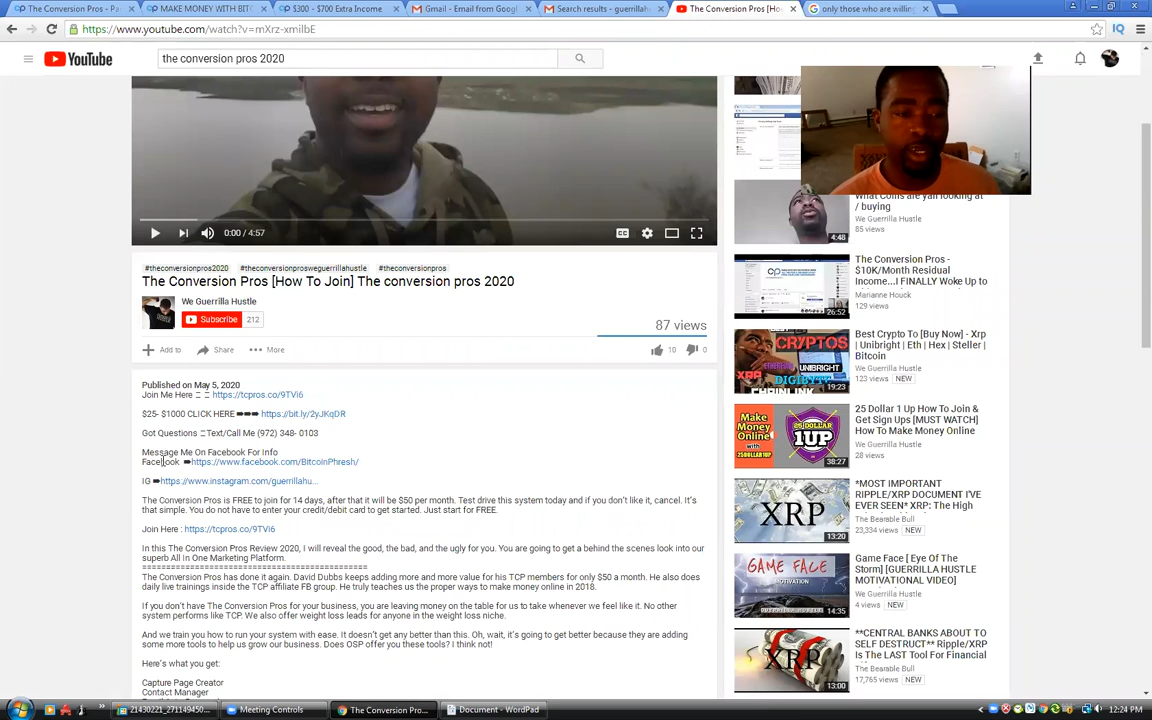 The Conversion Pros - Pa
MAKE MONEY WITH BIT
$300 - $700 Extra Income
Gmail - Email from Googl
Search results - guerrillah
The Conversion Pros [Ho
only those who are willing
https://www.youtube.com/watch?v=mXrz-xmilbE
YouTube
the conversion pros 2020
What Coins are yall looking at
/ buying
We Guerrilla Hustle
85 views
4:48
0:00 / 4:57
#theconversionpros2020 #theconversionprosweguerrillahustle #theconversionpros
The Conversion Pros [How To Join] The conversion pros 2020
We Guerrilla Hustle
Subscribe 212
87 views
Add to Share More
10 0
Published on May 5, 2020
Join Me Here https://tcpros.co/9TVi6
$25- $1000 CLICK HERE ➡➡➡ https://bit.ly/2yJKqDR
Got Questions Text/Call Me (972) 348- 0103
Message Me On Facebook For Info
Facebook ➡https://www.facebook.com/BitcoinPhresh/
IG ➡https://www.instagram.com/guerrillahu...
The Conversion Pros is FREE to join for 14 days, after that it will be $50 per month. Test drive this system today and if you don't like it, cancel. It's
that simple. You do not have to enter your credit/debit card to get started. Just start for FREE.
Join Here : https://tcpros.co/9TVi6
In this The Conversion Pros Review 2020, I will reveal the good, the bad, and the ugly for you. You are going to get a behind the scenes look into our
superb All In One Marketing Platform.
==============================================
The Conversion Pros has done it again. David Dubbs keeps adding more and more value for his TCP members for only $50 a month. He also does
daily live trainings inside the TCP affiliate FB group. He truly teaches us the proper ways to make money online in 2018.
If you don't have The Conversion Pros for your business, you are leaving money on the table for us to take whenever we feel like it. No other
system performs like TCP. We also offer weight loss leads for anyone in the weight loss niche.
And we train you how to run your system with ease. It doesn't get any better than this. Oh, wait, it's going to get better because they are adding
some more tools to help us grow our business. Does OSP offer you these tools? I think not!
Here's what you get:
Capture Page Creator
Contact Manager
The Conversion Pros -
$10K/Month Residual
Income...I FINALLY Woke Up to
Marianne Houck
129 views
26:52
Best Crypto To [Buy Now] - Xrp
| Unibright | Eth | Hex | Steller |
Bitcoin
We Guerrilla Hustle
123 views NEW
CRYPTOS
UNIBRIGHT
DIGIBYTE
19:23
25 Dollar 1 Up How To Join &
Get Sign Ups [MUST WATCH]
How To Make Money Online
We Guerrilla Hustle
28 views
Make
Money
Online
with
25DOLLAR1UP
25 DOLLAR
1UP
38:27
*MOST IMPORTANT
RIPPLE/XRP DOCUMENT I'VE
EVER SEEN* XRP: The High
The Bearable Bull
23,334 views NEW
XRP
13:20
Game Face [ Eye Of The
Storm] [GUERRILLA HUSTLE
MOTIVATIONAL VIDEO]
We Guerrilla Hustle
4 views NEW
GAME FACE
MOTIVATION
14:35
**CENTRAL BANKS ABOUT TO
SELF DESTRUCT** Ripple/XRP
Is The LAST Tool For Financial
The Bearable Bull
17,765 views NEW
XRP
13:00
21430221_271149450...
Meeting Controls
The Conversion Pro...
Document - WordPad
12:24 PM